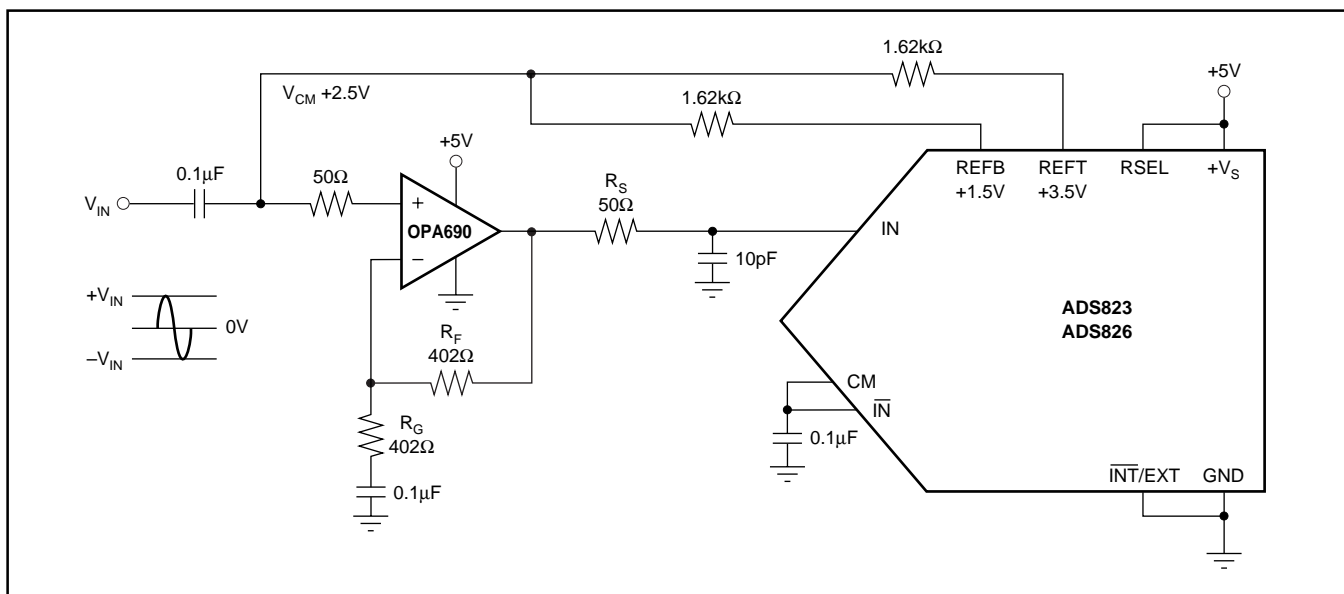 1.62kΩ
+5V
V_CM +2.5V
1.62kΩ
+5V
REFB
+1.5V
REFT
+3.5V
RSEL
+V_S
0.1µF
50Ω
R_S
50Ω
V_IN
+
OPA690
–
IN
10pF
+V_IN
0V
–V_IN
ADS823
ADS826
R_F
402Ω
CM
I̅N̅
R_G
402Ω
0.1µF
0.1µF
I̅N̅T̅/EXT
GND